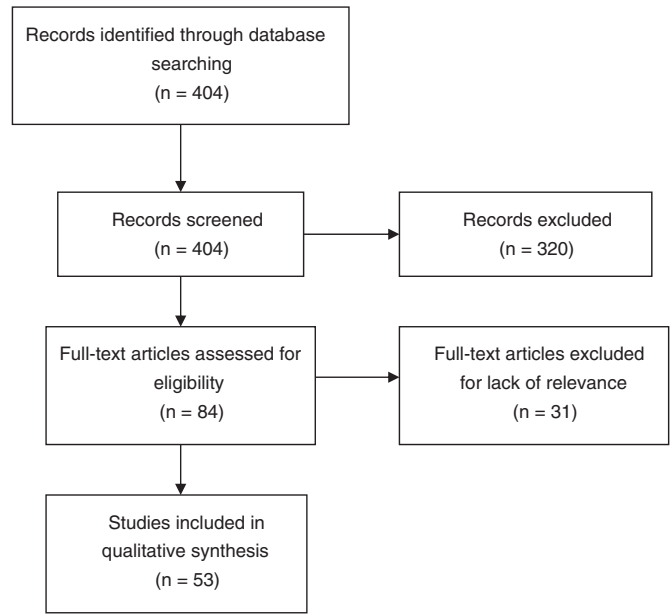 Records identified through database
searching
(n = 404)
Records screened
(n = 404)
Records excluded
(n = 320)
Full-text articles assessed for
eligibility
(n = 84)
Full-text articles excluded
for lack of relevance
(n = 31)
Studies included in
qualitative synthesis
(n = 53)